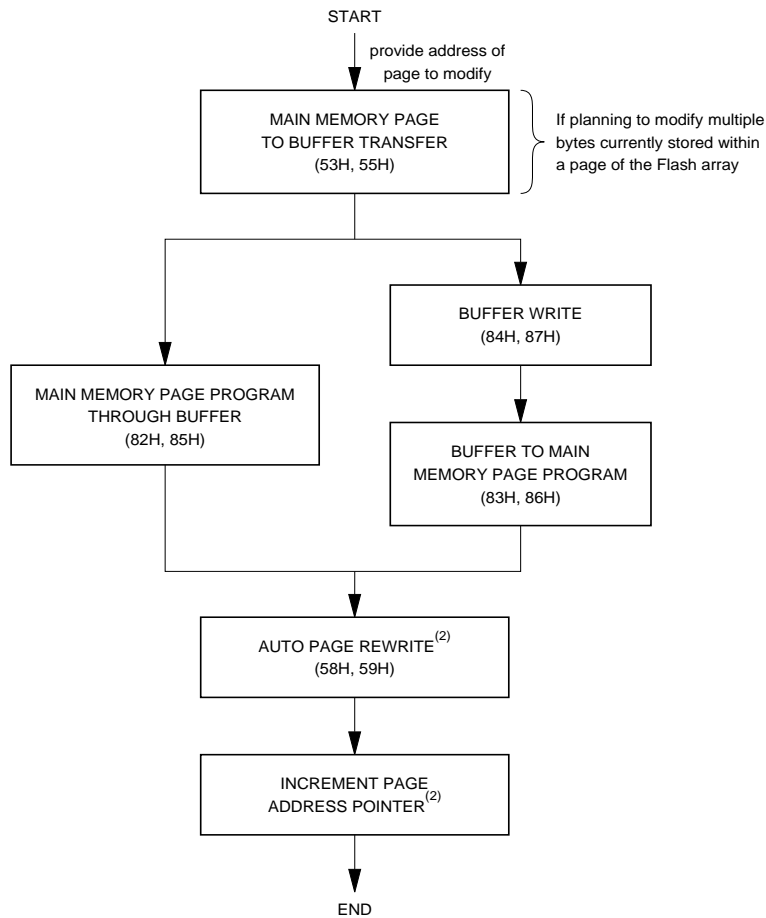 START
provide address of
page to modify
MAIN MEMORY PAGE
TO BUFFER TRANSFER
(53H, 55H)
If planning to modify multiple
bytes currently stored within
a page of the Flash array
BUFFER WRITE
(84H, 87H)
MAIN MEMORY PAGE PROGRAM
THROUGH BUFFER
(82H, 85H)
BUFFER TO MAIN
MEMORY PAGE PROGRAM
(83H, 86H)
AUTO PAGE REWRITE(2)
(58H, 59H)
INCREMENT PAGE
ADDRESS POINTER(2)
END